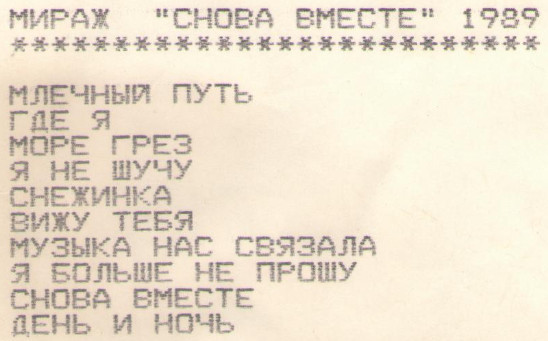 МИРАЖ "СНОВА ВМЕСТЕ" 1989
******************************
МЛЕЧНЫЙ ПУТЬ
ГДЕ Я
МОРЕ ГРЕЗ
Я НЕ ШУЧУ
СНЕЖИНКА
ВИЖУ ТЕБЯ
МУЗЫКА НАС СВЯЗАЛА
Я БОЛЬШЕ НЕ ПРОШУ
СНОВА ВМЕСТЕ
ДЕНЬ И НОЧЬ